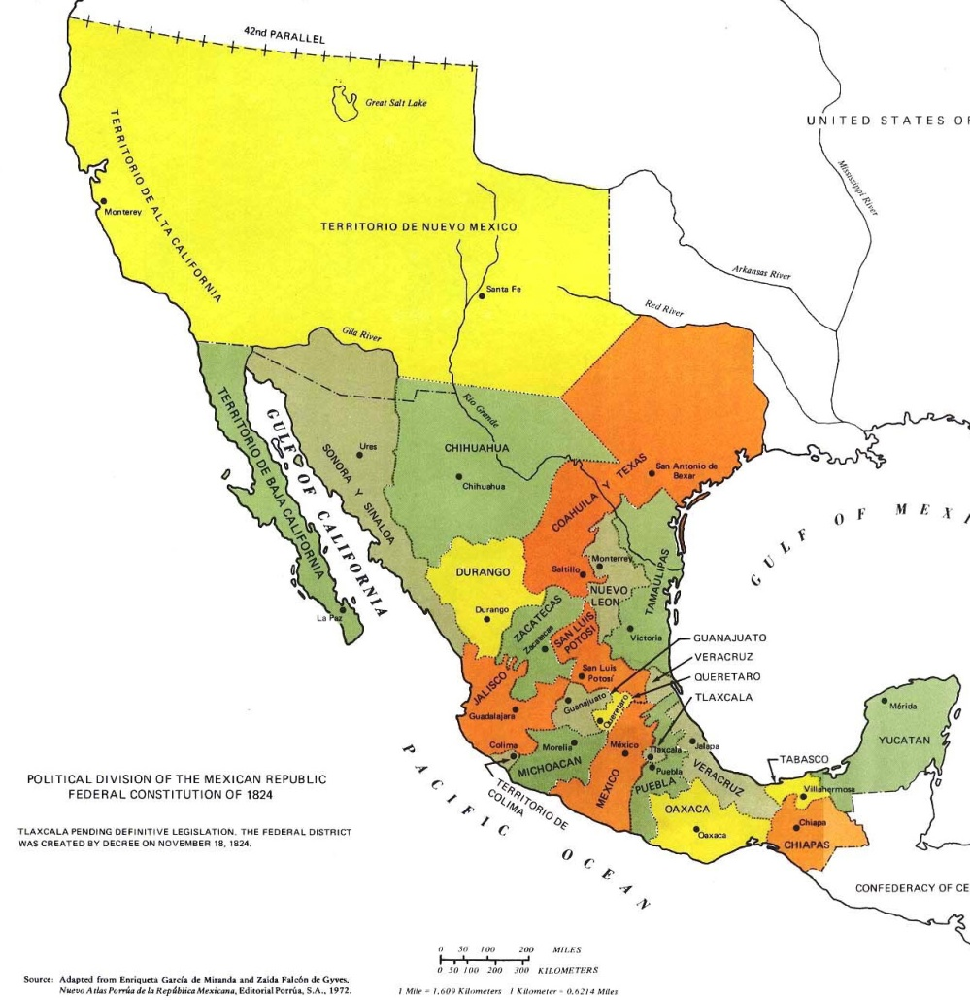 42nd PARALLEL
Great Salt Lake
UNITED STATES OF
Mississippi River
TERRITORIO DE ALTA CALIFORNIA
Monterey
TERRITORIO DE NUEVO MEXICO
Arkansas River
Santa Fe
Red River
Gila River
Rio Grande
TERRITORIO DE BAJA CALIFORNIA
GULF OF CALIFORNIA
SONORA Y SINALOA
Ures
CHIHUAHUA
Chihuahua
COAHUILA Y TEXAS
San Antonio de
Bexar
GULF OF MEXI
DURANGO
Durango
Saltillo
Monterrey
NUEVO
LEON
TAMAULIPAS
La Paz
ZACATECAS
Zacatecas
SAN LUIS
POTOSI
Victoria
San Luis
Potosí
GUANAJUATO
VERACRUZ
QUERETARO
TLAXCALA
JALISCO
Guadalajara
Guanajuato
Queretaro
Mérida
YUCATAN
Colima
Morelia
MICHOACAN
México
MEXICO
Tlaxcala
Puebla
PUEBLA
Jalapa
VERACRUZ
TABASCO
Villahermosa
TERRITORIO DE
COLIMA
OAXACA
Oaxaca
Chiapa
CHIAPAS
PACIFIC OCEAN
CONFEDERACY OF CE
POLITICAL DIVISION OF THE MEXICAN REPUBLIC
FEDERAL CONSTITUTION OF 1824
TLAXCALA PENDING DEFINITIVE LEGISLATION. THE FEDERAL DISTRICT
WAS CREATED BY DECREE ON NOVEMBER 18, 1824.
0 50 100 200 MILES
0 50 100 200 300 KILOMETERS
1 Mile = 1,609 Kilometers 1 Kilometer = 0.6214 Miles
Source: Adapted from Enriqueta García de Miranda and Zaida Falcón de Gyves,
Nuevo Atlas Porrúa de la República Mexicana, Editorial Porrúa, S.A., 1972.